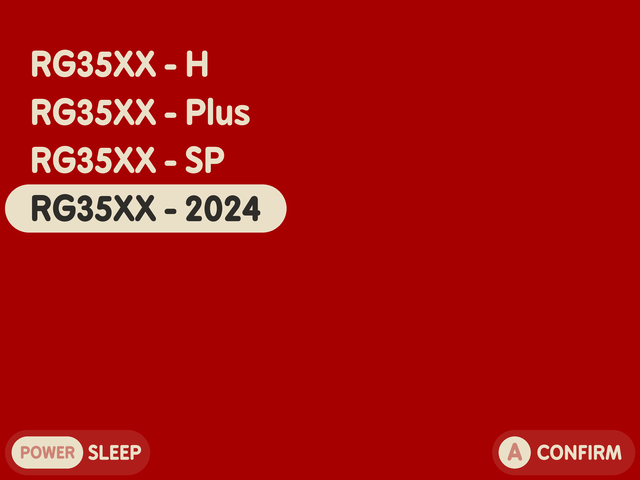 RG35XX - H
RG35XX - Plus
RG35XX - SP
RG35XX - 2024
POWER SLEEP
A CONFIRM